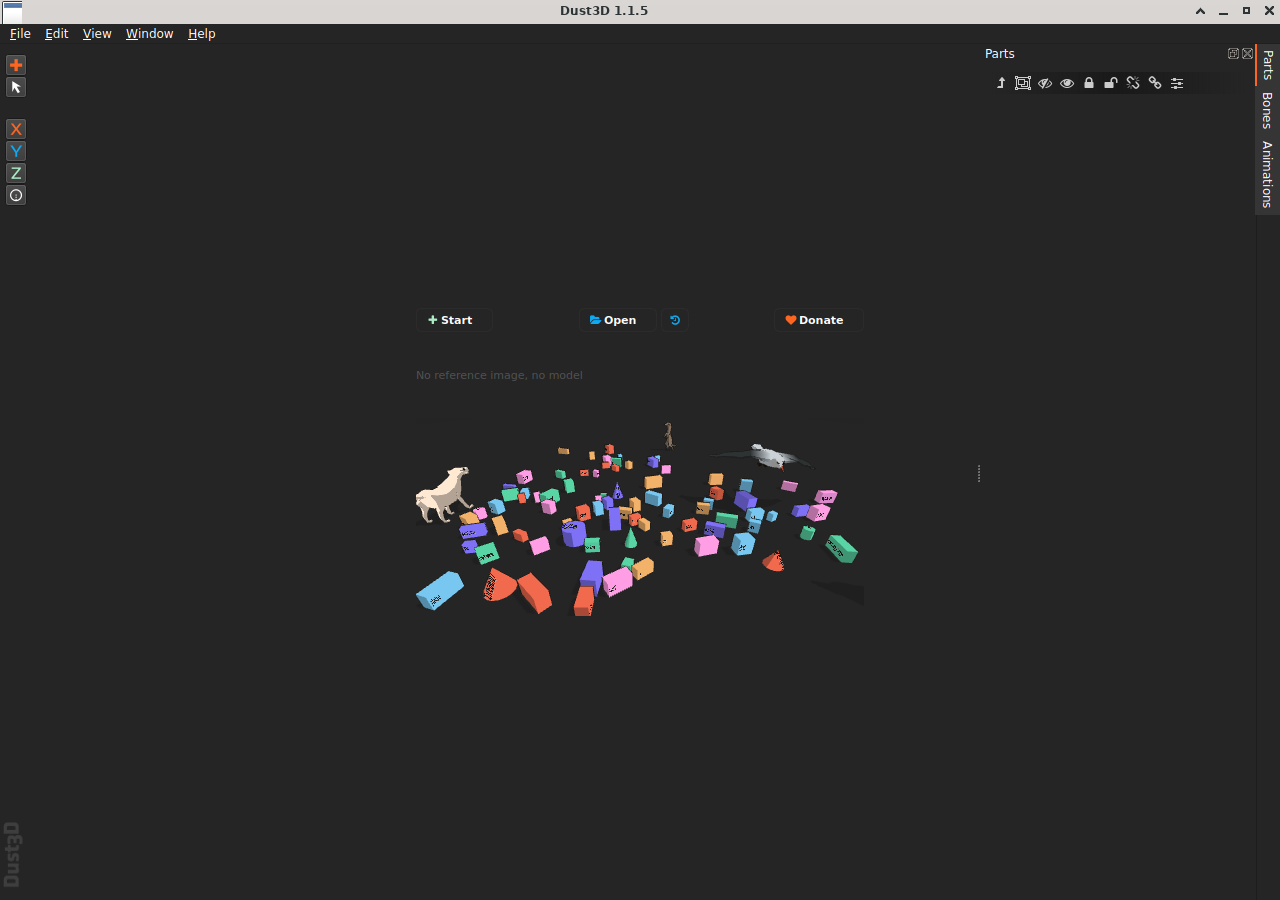 Dust3D 1.1.5
File Edit View Window Help
Parts
Parts
Bones
Animations
X
Y
Z
Start Open Donate
No reference image, no model
Dust3D